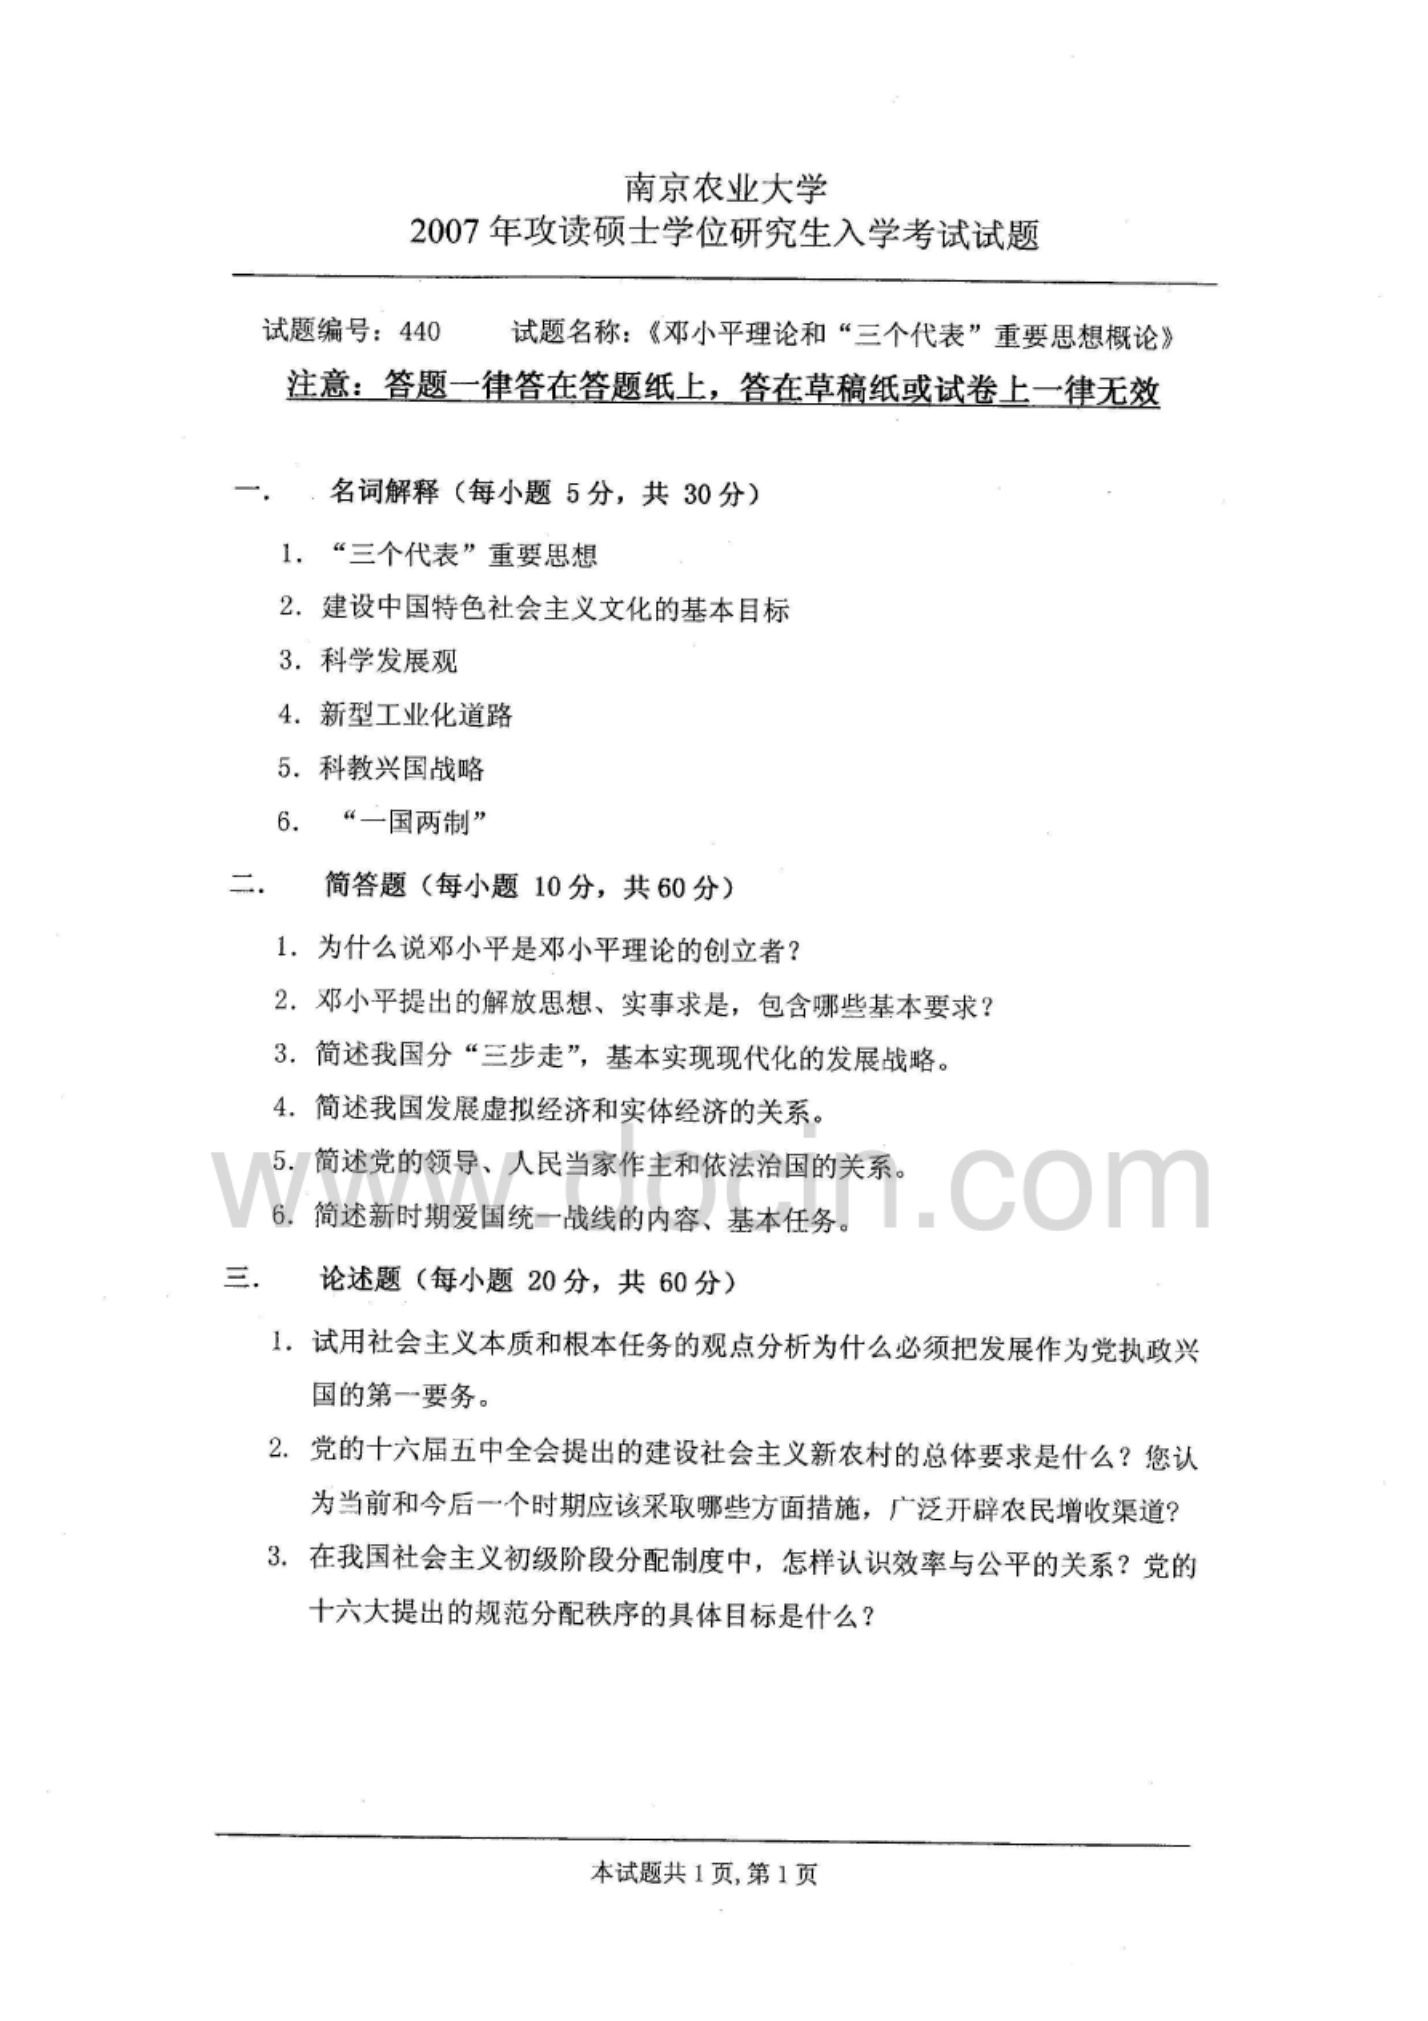 南京农业大学
2007 年攻读硕士学位研究生入学考试试题
试题编号：440 试题名称：《邓小平理论和“三个代表”重要思想概论》
注意：答题一律答在答题纸上，答在草稿纸或试卷上一律无效
一. 名词解释（每小题 5 分，共 30 分）
1. “三个代表”重要思想
2. 建设中国特色社会主义文化的基本目标
3. 科学发展观
4. 新型工业化道路
5. 科教兴国战略
6. “一国两制”
二. 简答题（每小题 10 分，共 60 分）
1. 为什么说邓小平是邓小平理论的创立者？
2. 邓小平提出的解放思想、实事求是，包含哪些基本要求？
3. 简述我国分“三步走”，基本实现现代化的发展战略。
4. 简述我国发展虚拟经济和实体经济的关系。
5. 简述党的领导、人民当家作主和依法治国的关系。
www.docin.com
6. 简述新时期爱国统一战线的内容、基本任务。
三. 论述题（每小题 20 分，共 60 分）
1. 试用社会主义本质和根本任务的观点分析为什么必须把发展作为党执政兴
国的第一要务。
2. 党的十六届五中全会提出的建设社会主义新农村的总体要求是什么？您认
为当前和今后一个时期应该采取哪些方面措施，广泛开辟农民增收渠道？
3. 在我国社会主义初级阶段分配制度中，怎样认识效率与公平的关系？党的
十六大提出的规范分配秩序的具体目标是什么？
本试题共 1 页，第 1 页